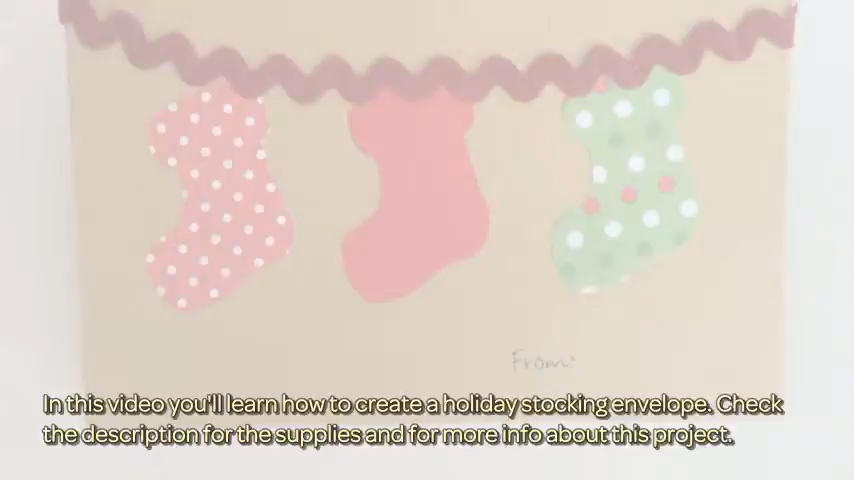 From:
In this video you'll learn how to create a holiday stocking envelope. Check
the description for the supplies and for more info about this project.